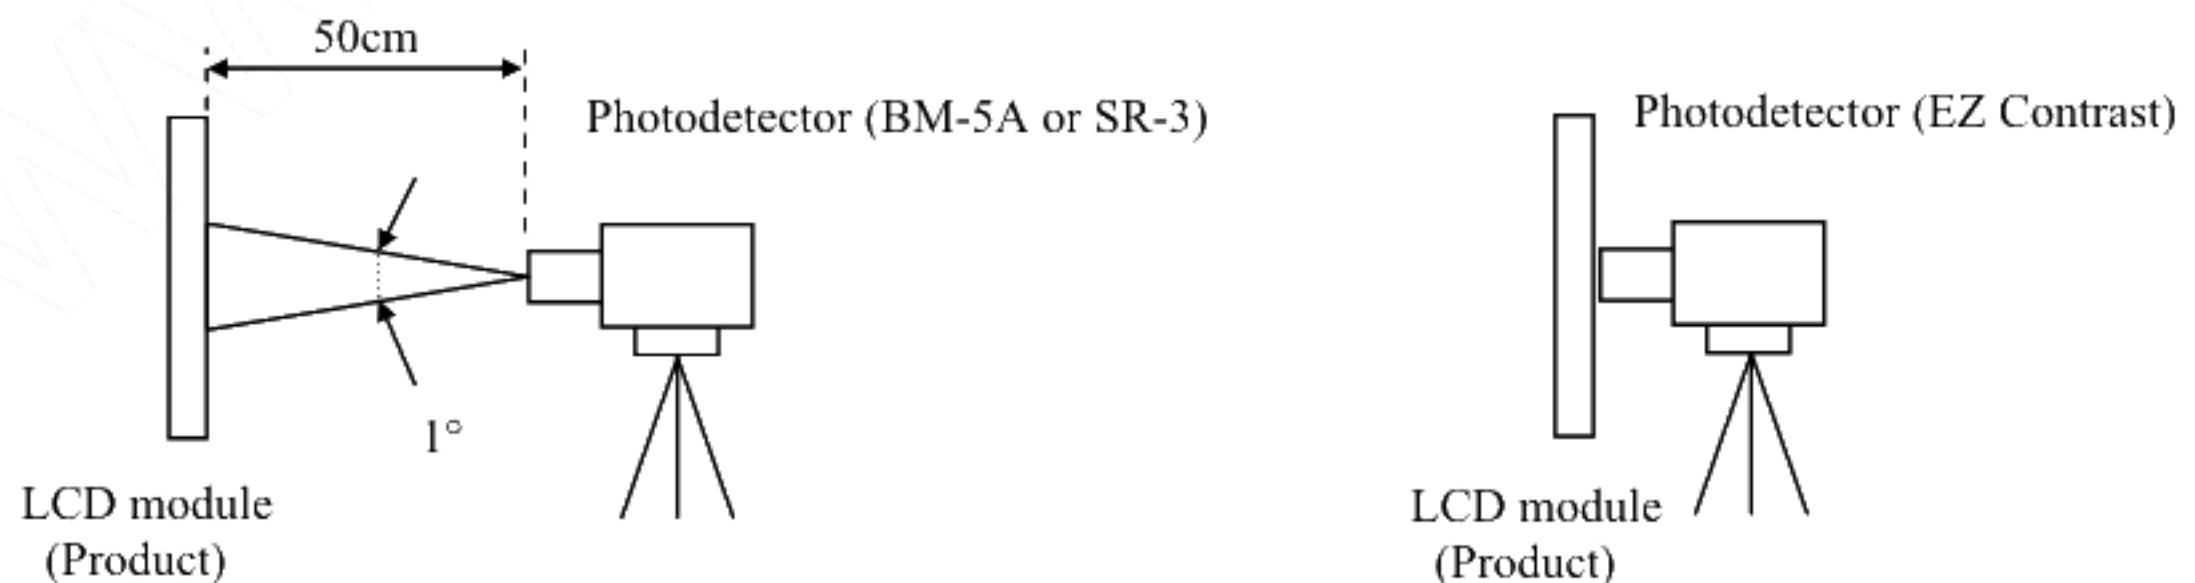 50cm
Photodetector (BM-5A or SR-3)
1°
LCD module
(Product)
Photodetector (EZ Contrast)
LCD module
(Product)